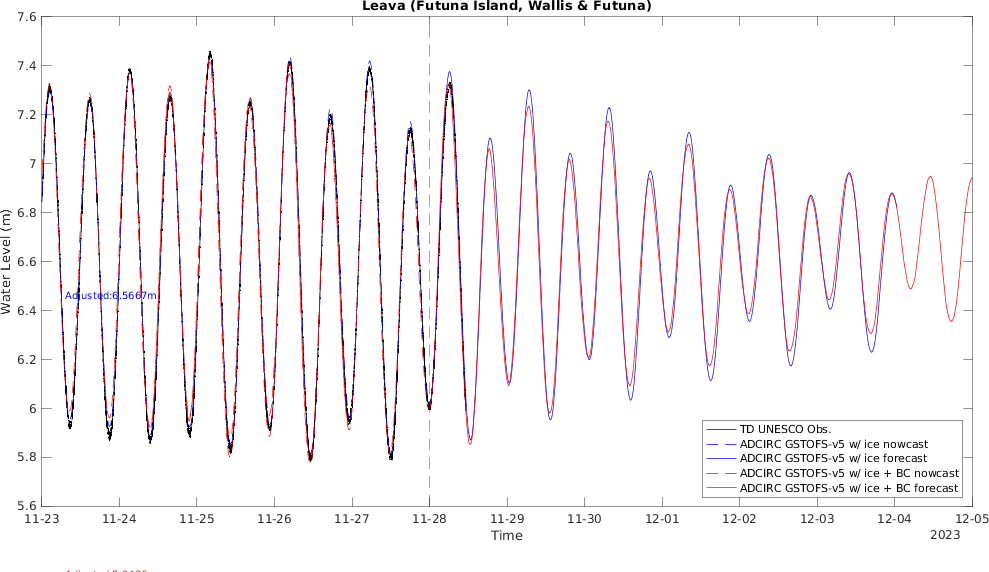 Leava (Futuna Island, Wallis & Futuna)
7.6
7.4
7.2
7
6.8
6.6
6.4
6.2
6
5.8
5.6
Water Level (m)
Adjusted:6.5667m
TD UNESCO Obs.
ADCIRC GSTOFS-v5 w/ ice nowcast
ADCIRC GSTOFS-v5 w/ ice forecast
ADCIRC GSTOFS-v5 w/ ice + BC nowcast
ADCIRC GSTOFS-v5 w/ ice + BC forecast
11-23 11-24 11-25 11-26 11-27 11-28 11-29 11-30 12-01 12-02 12-03 12-04 12-05
Time
2023